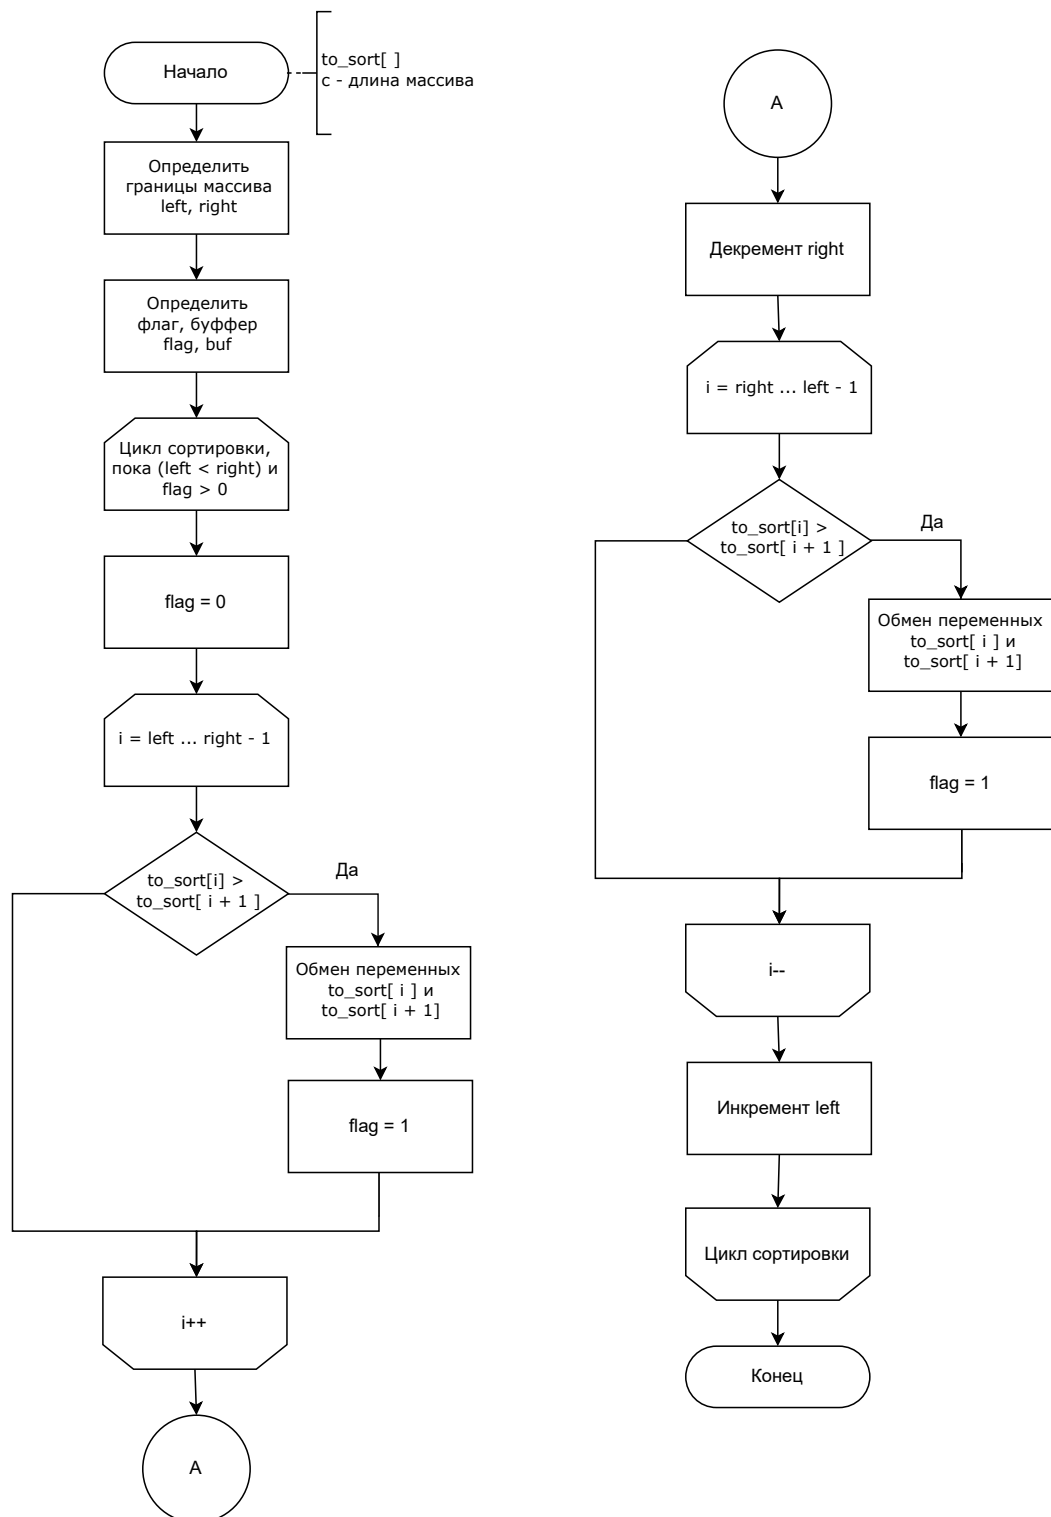 Начало
to_sort[ ]
с - длина массива
Определить
границы массива
left, right
Определить
флаг, буффер
flag, buf
Цикл сортировки,
пока (left < right) и
flag > 0
flag = 0
i = left ... right - 1
to_sort[i] >
to_sort[ i + 1 ]
Да
Обмен переменных
to_sort[ i ] и
to_sort[ i + 1]
flag = 1
i++
A
A
Декремент right
i = right ... left - 1
to_sort[i] >
to_sort[ i + 1 ]
Да
Обмен переменных
to_sort[ i ] и
to_sort[ i + 1]
flag = 1
i--
Инкремент left
Цикл сортировки
Конец